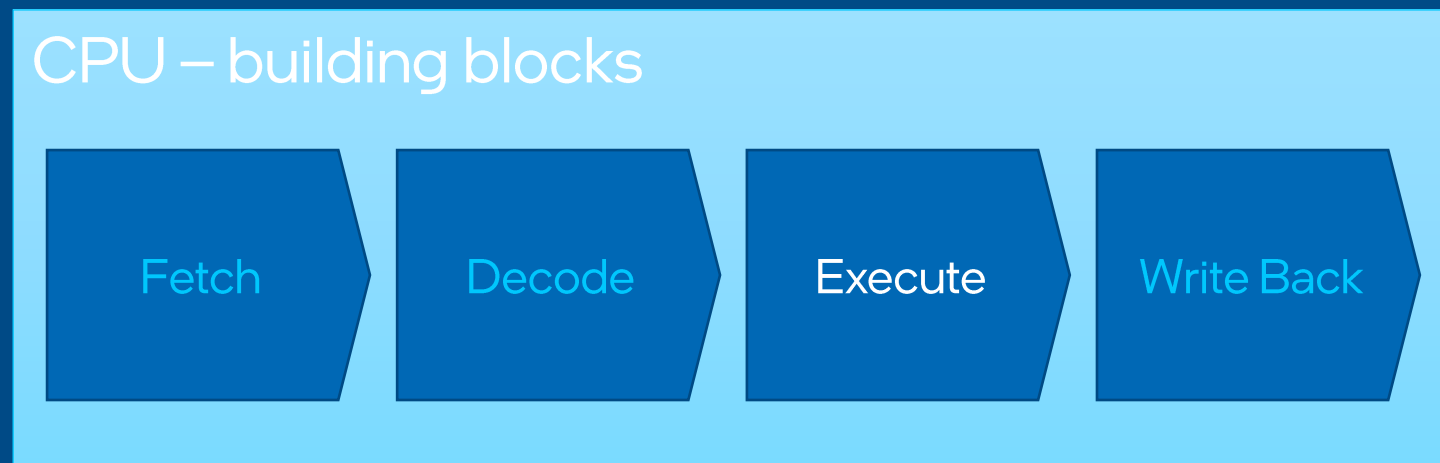 CPU – building blocks
Fetch
Decode
Execute
Write Back